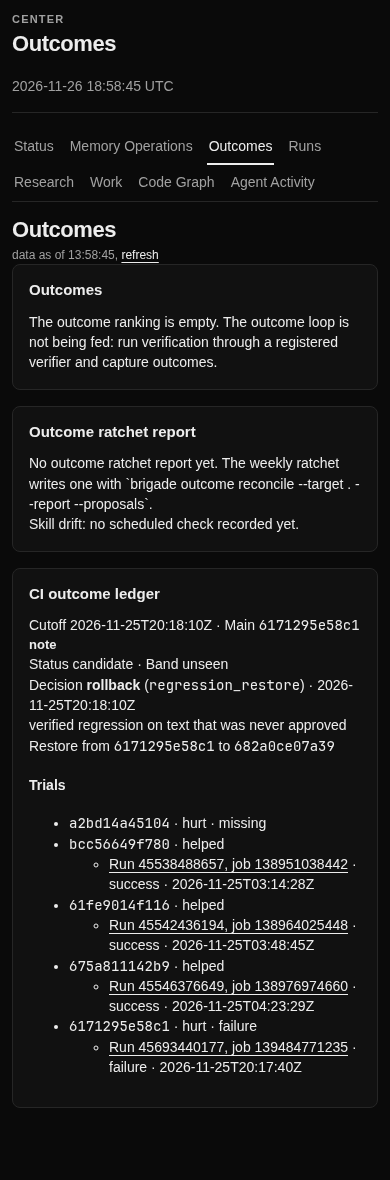 CENTER
Outcomes
2026-11-26 18:58:45 UTC
Status Memory Operations Outcomes Runs
Research Work Code Graph Agent Activity
Outcomes
data as of 13:58:45, refresh
Outcomes
The outcome ranking is empty. The outcome loop is
not being fed: run verification through a registered
verifier and capture outcomes.
Outcome ratchet report
No outcome ratchet report yet. The weekly ratchet
writes one with `brigade outcome reconcile --target . -
-report --proposals`.
Skill drift: no scheduled check recorded yet.
CI outcome ledger
Cutoff 2026-11-25T20:18:10Z · Main 6171295e58c1
note
Status candidate · Band unseen
Decision rollback (regression_restore) · 2026-
11-25T20:18:10Z
verified regression on text that was never approved
Restore from 6171295e58c1 to 682a0ce07a39
Trials
• a2bd14a45104 · hurt · missing
• bcc56649f780 · helped
◦ Run 45538488657, job 138951038442 ·
success · 2026-11-25T03:14:28Z
• 61fe9014f116 · helped
◦ Run 45542436194, job 138964025448 ·
success · 2026-11-25T03:48:45Z
• 675a811142b9 · helped
◦ Run 45546376649, job 138976974660 ·
success · 2026-11-25T04:23:29Z
• 6171295e58c1 · hurt · failure
◦ Run 45693440177, job 139484771235 ·
failure · 2026-11-25T20:17:40Z